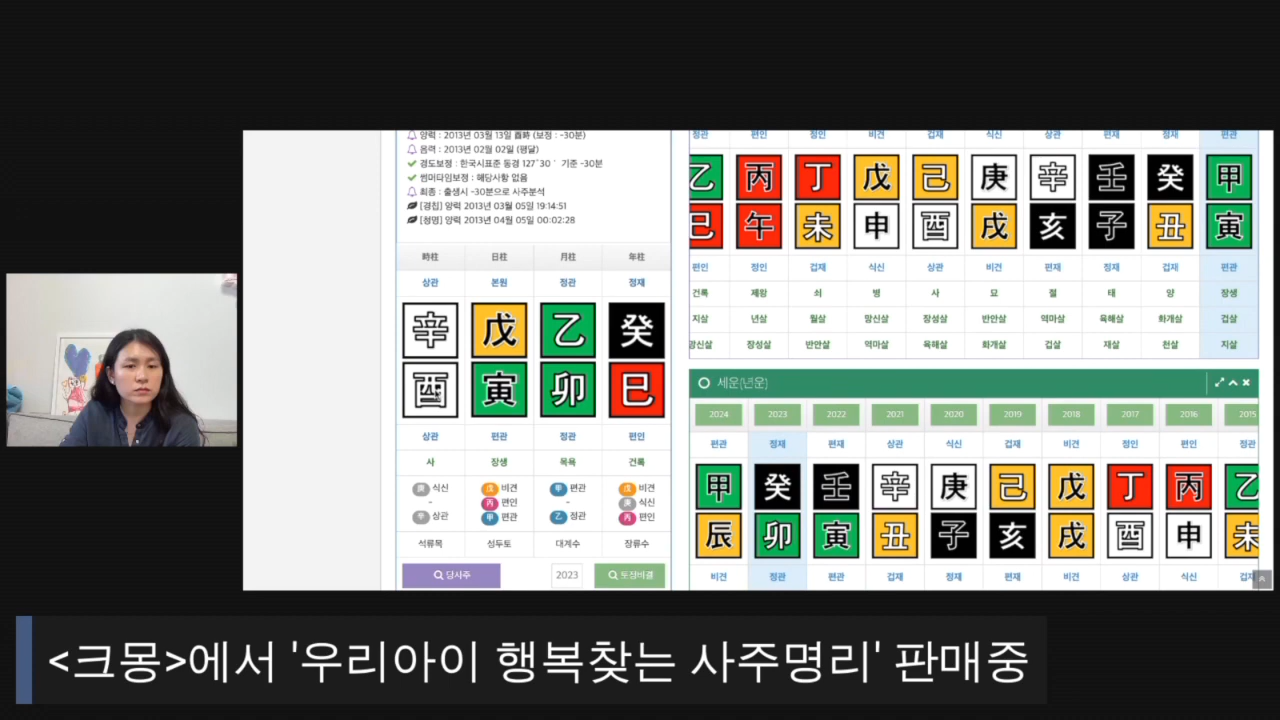 양력 : 2013년 03월 13일 酉時 (보정 : -30분)
음력 : 2013년 02월 02일 (평달)
경도보정 : 한국시표준 동경 127°30` 기준 -30분
썸머타임보정 : 해당사항 없음
최종 : 출생시 -30분으로 사주분석
[경칩] 양력 2013년 03월 05일 19:14:51
[청명] 양력 2013년 04월 05일 00:02:28
時柱 日柱 月柱 年柱
상관 본원 정관 정재
辛 戊 乙 癸
酉 寅 卯 巳
상관 편관 정관 편인
사 장생 목욕 건록
庚 식신 戊 비견 甲 편관 戊 비견
- 丙 편인 - 庚 식신
辛 상관 甲 편관 乙 정관 丙 편인
석류목 성두토 대계수 장류수
당사주 2023 토정비결
정관 편인 정인 비견 겁재 식신 상관 편재 정재 편관
乙 丙 丁 戊 己 庚 辛 壬 癸 甲
巳 午 未 申 酉 戌 亥 子 丑 寅
편인 정인 겁재 식신 상관 비견 편재 정재 겁재 편관
건록 제왕 쇠 병 사 묘 절 태 양 장생
지살 년살 월살 망신살 장성살 반안살 역마살 육해살 화개살 겁살
망신살 장성살 반안살 역마살 육해살 화개살 겁살 재살 천살 지살
세운(년운)
2024 2023 2022 2021 2020 2019 2018 2017 2016 2015
편관 정재 편재 상관 식신 겁재 비견 정인 편인 정관
甲 癸 壬 辛 庚 己 戊 丁 丙 乙
辰 卯 寅 丑 子 亥 戌 酉 申 未
비견 정관 편관 겁재 정재 편재 비견 상관 식신 겁재
<크몽>에서 '우리아이 행복찾는 사주명리' 판매중